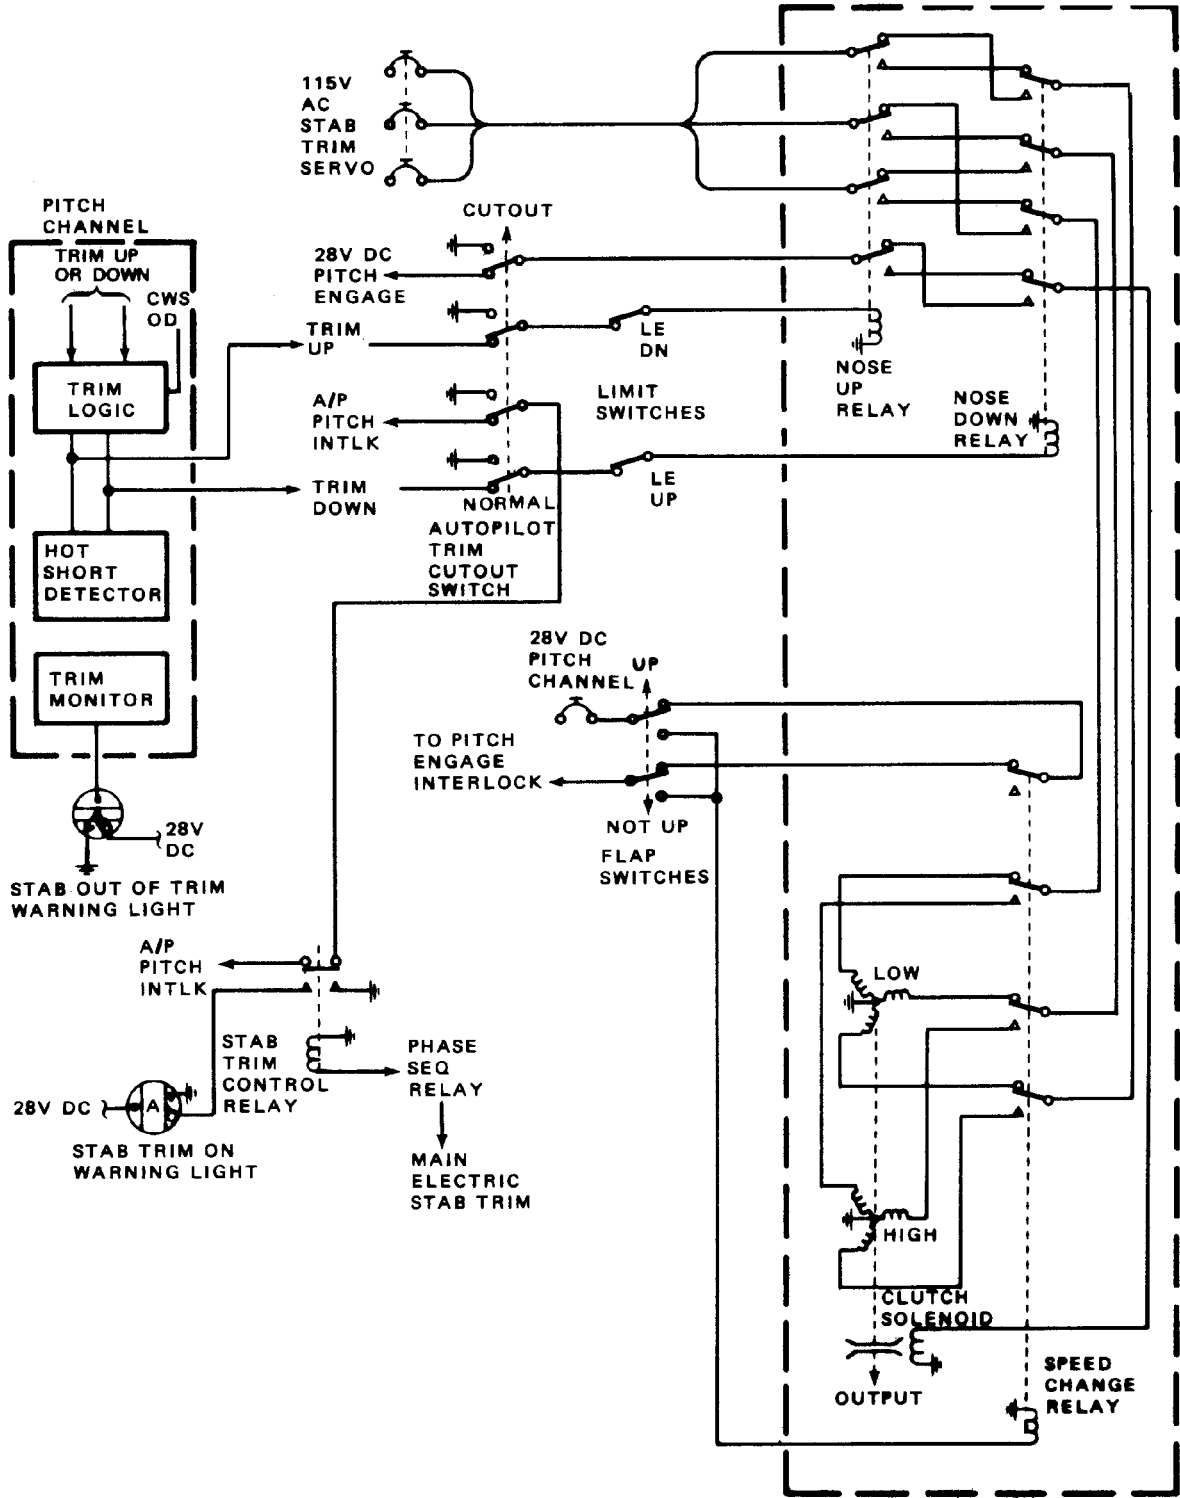 115V
AC
STAB
TRIM
SERVO
PITCH
CHANNEL
TRIM UP
OR DOWN
CWS
OD
TRIM
LOGIC
HOT
SHORT
DETECTOR
TRIM
MONITOR
28V
DC
STAB OUT OF TRIM
WARNING LIGHT
CUTOUT
28V DC
PITCH
ENGAGE
TRIM
UP
A/P
PITCH
INTLK
TRIM
DOWN
NORMAL
AUTOPILOT
TRIM
CUTOUT
SWITCH
LE
DN
LIMIT
SWITCHES
LE
UP
NOSE
UP
RELAY
NOSE
DOWN
RELAY
28V DC
PITCH
CHANNEL
UP
TO PITCH
ENGAGE
INTERLOCK
NOT UP
FLAP
SWITCHES
A/P
PITCH
INTLK
STAB
TRIM
CONTROL
RELAY
PHASE
SEQ
RELAY
28V DC
A
STAB TRIM ON
WARNING LIGHT
MAIN
ELECTRIC
STAB TRIM
LOW
HIGH
CLUTCH
SOLENOID
OUTPUT
SPEED
CHANGE
RELAY